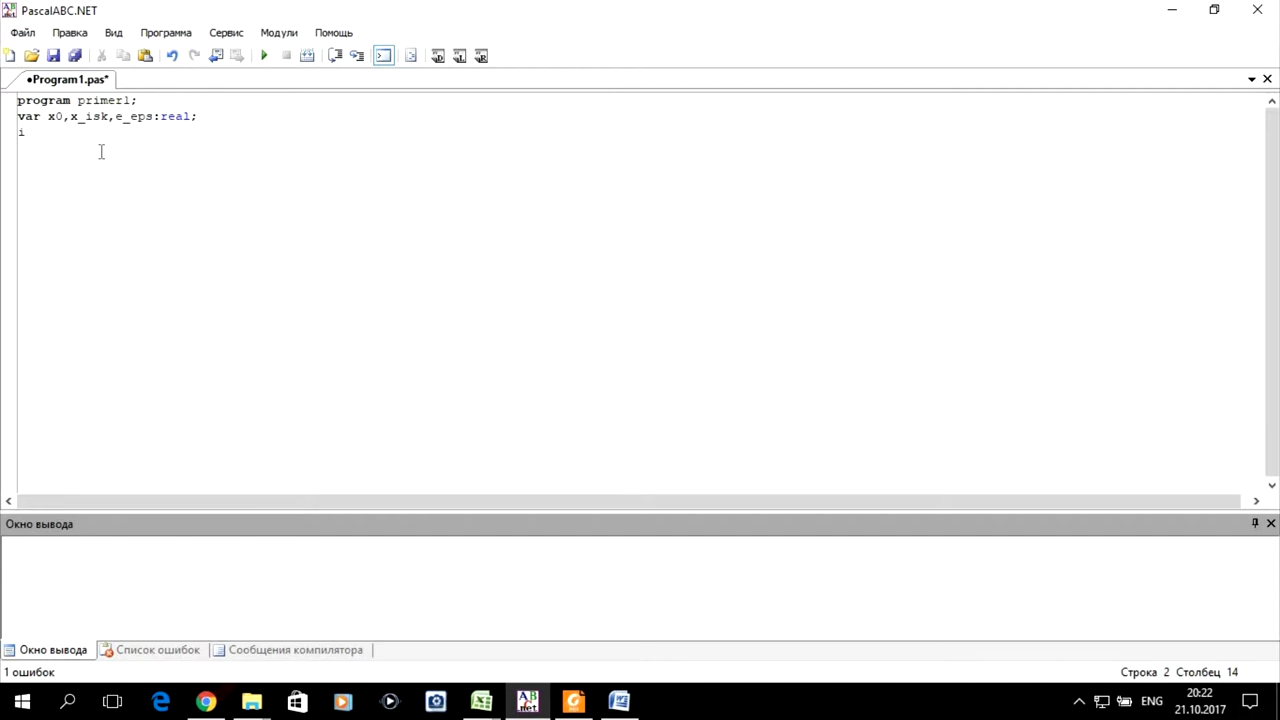 PascalABC.NET
Файл Правка Вид Программа Сервис Модули Помощь
●Program1.pas*
program primer1;
var x0,x_isk,e_eps:real;
i
Окно вывода
Окно вывода Список ошибок Сообщения компилятора
1 ошибок Строка 2 Столбец 14
ENG 20:22
21.10.2017